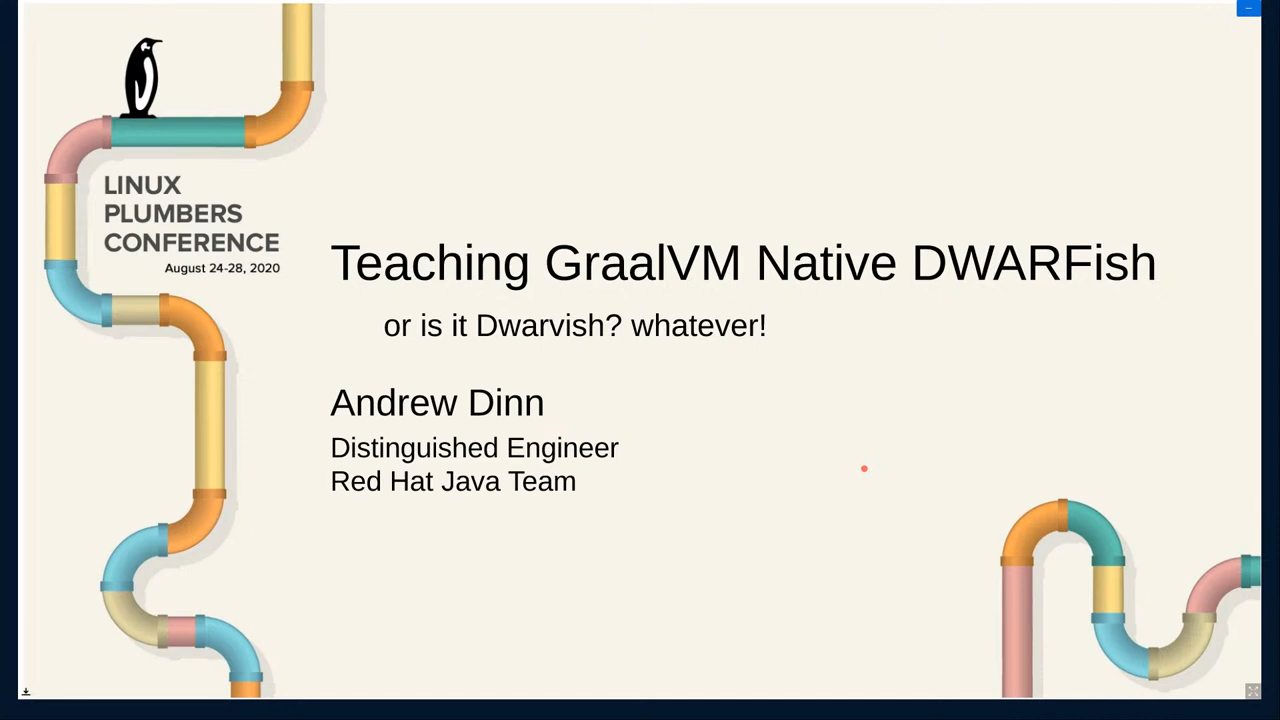 LINUX
PLUMBERS
CONFERENCE
August 24-28, 2020
Teaching GraalVM Native DWARFish
or is it Dwarvish? whatever!
Andrew Dinn
Distinguished Engineer
Red Hat Java Team